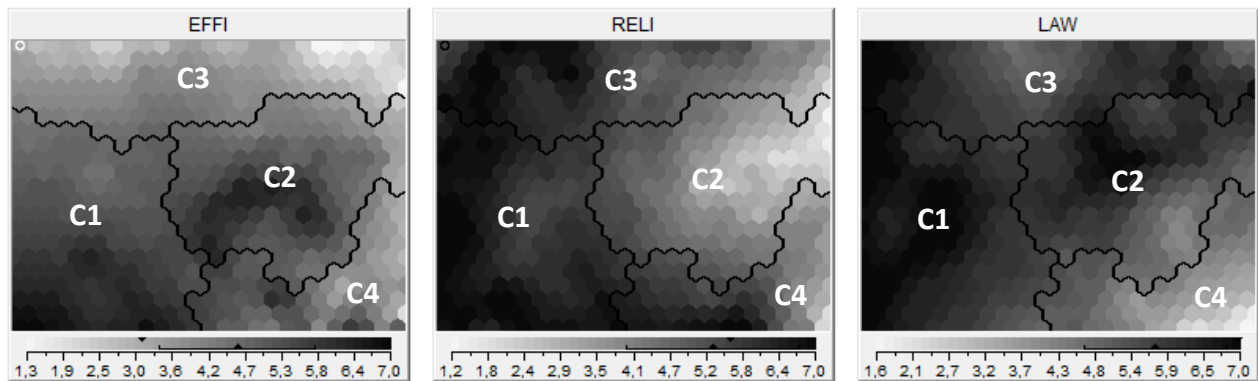 EFFI
C3
C2
C1
C4
1,3 1,9 2,5 3,0 3,6 4,2 4,7 5,3 5,8 6,4 7,0
RELI
C3
C2
C1
C4
1,2 1,7 2,3 2,9 3,5 4,1 4,6 5,2 5,8 6,4 7,0
LAW
C3
C2
C1
C4
1,6 2,1 2,7 3,2 3,7 4,3 4,8 5,4 5,9 6,5 7,0